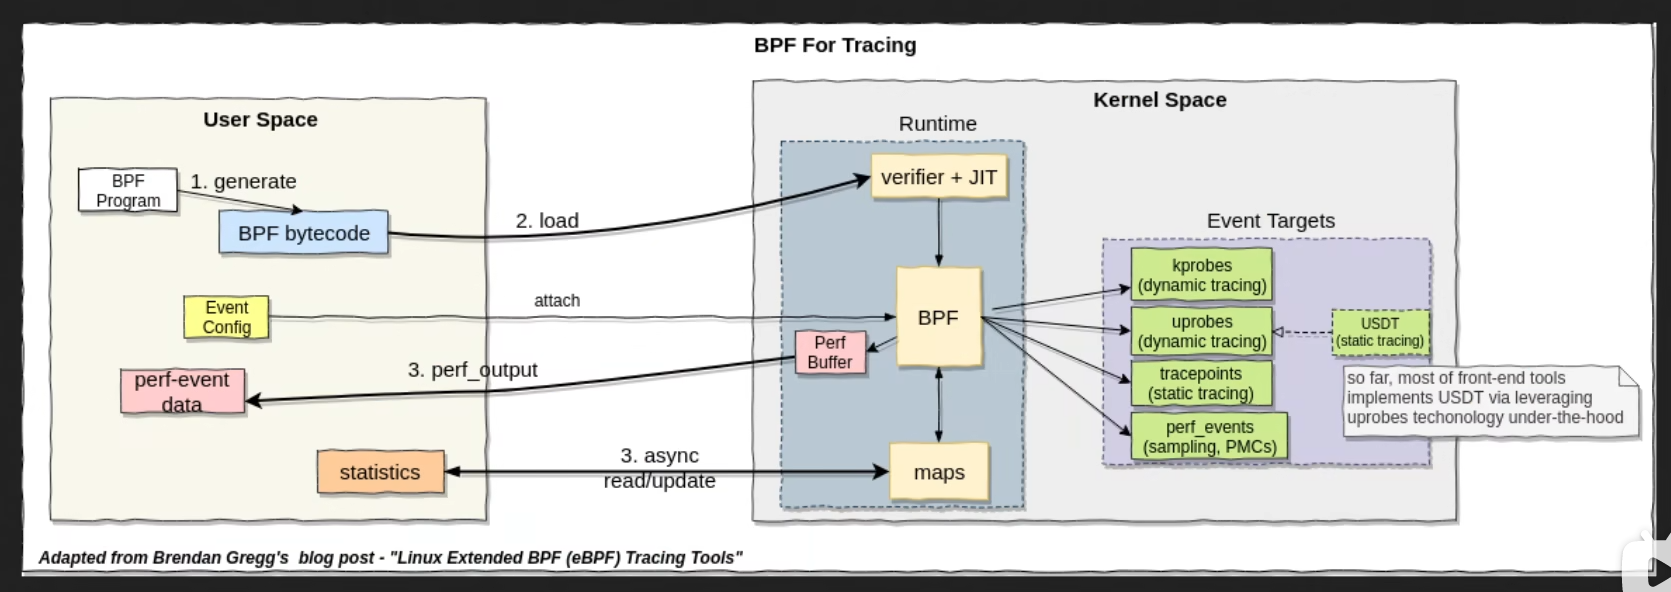 BPF For Tracing
User Space
BPF
Program
1. generate
BPF bytecode
2. load
Event
Config
attach
3. perf_output
perf-event
data
statistics
3. async
read/update
Kernel Space
Runtime
verifier + JIT
BPF
Perf
Buffer
maps
Event Targets
kprobes
(dynamic tracing)
uprobes
(dynamic tracing)
USDT
(static tracing)
tracepoints
(static tracing)
perf_events
(sampling, PMCs)
so far, most of front-end tools
implements USDT via leveraging
uprobes techonology under-the-hood
Adapted from Brendan Gregg's blog post - "Linux Extended BPF (eBPF) Tracing Tools"